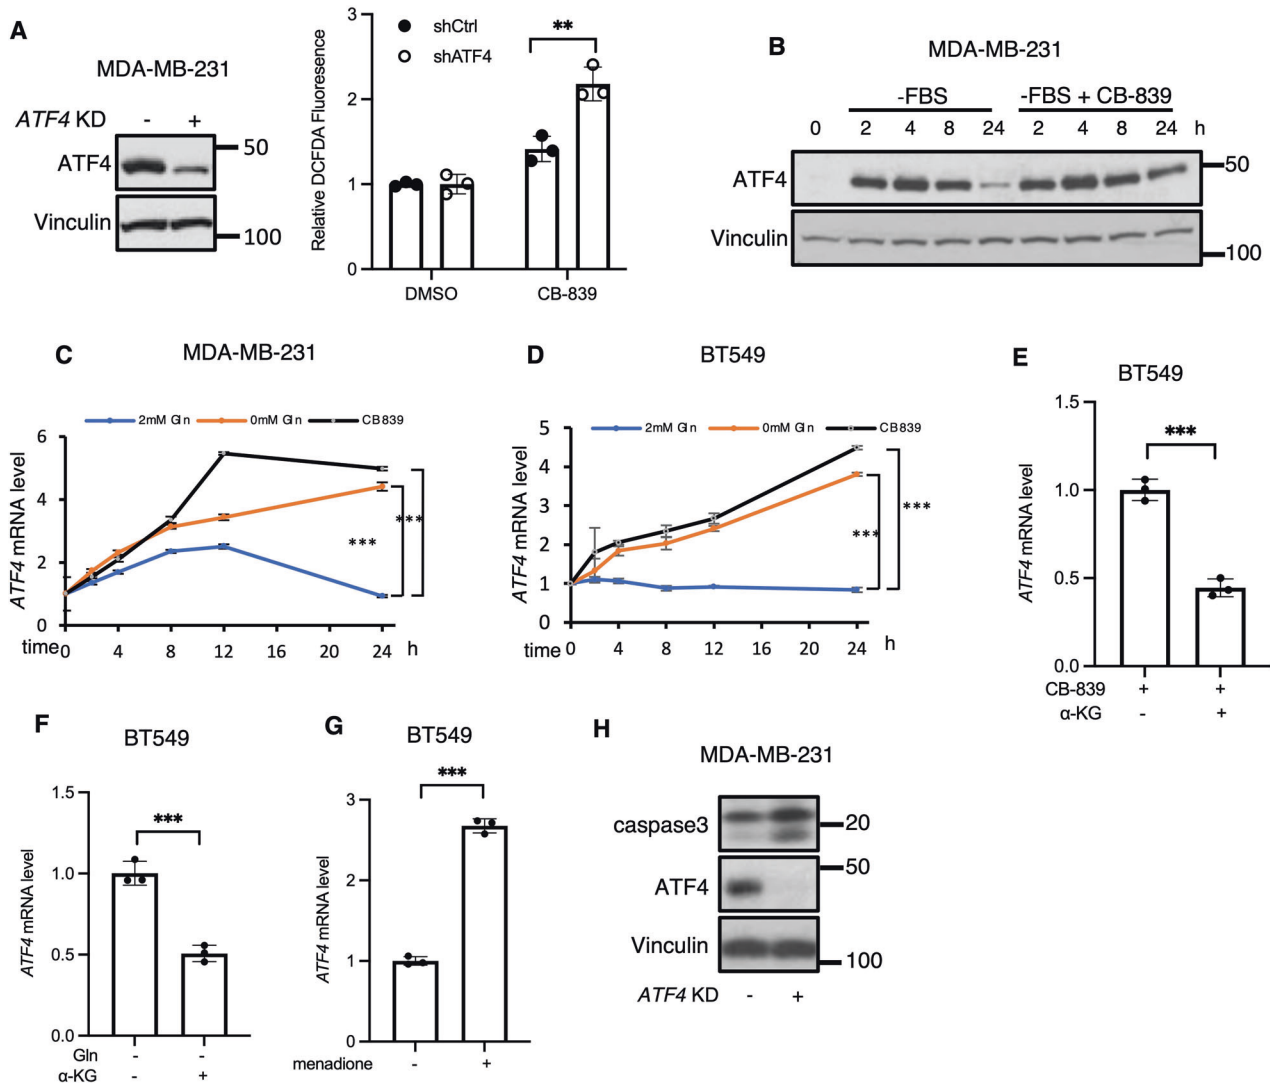 A
MDA-MB-231
ATF4 KD - +
ATF4
50
Vinculin
100
Relative DCFDA Fluoresence
3
2
1
0
shCtrl
shATF4
**
DMSO
CB-839
B
MDA-MB-231
-FBS
-FBS + CB-839
0 2 4 8 24 2 4 8 24 h
ATF4
50
Vinculin
100
C
MDA-MB-231
2mM Gln 0mM Gln CB839
ATF4 mRNA level
6
4
2
0
***
***
time 0 4 8 12 16 20 24 h
D
BT549
2mM Gln 0mM Gln CB839
ATF4 mRNA level
5
4
3
2
1
0
***
***
time 0 4 8 12 16 20 24 h
E
BT549
ATF4 mRNA level
1.5
1.0
0.5
0.0
***
CB-839 + +
α-KG - +
F
BT549
ATF4 mRNA level
1.5
1.0
0.5
0.0
***
Gln - -
α-KG - +
G
BT549
ATF4 mRNA level
3
2
1
0
***
menadione - +
H
MDA-MB-231
caspase3
20
ATF4
50
Vinculin
100
ATF4 KD - +